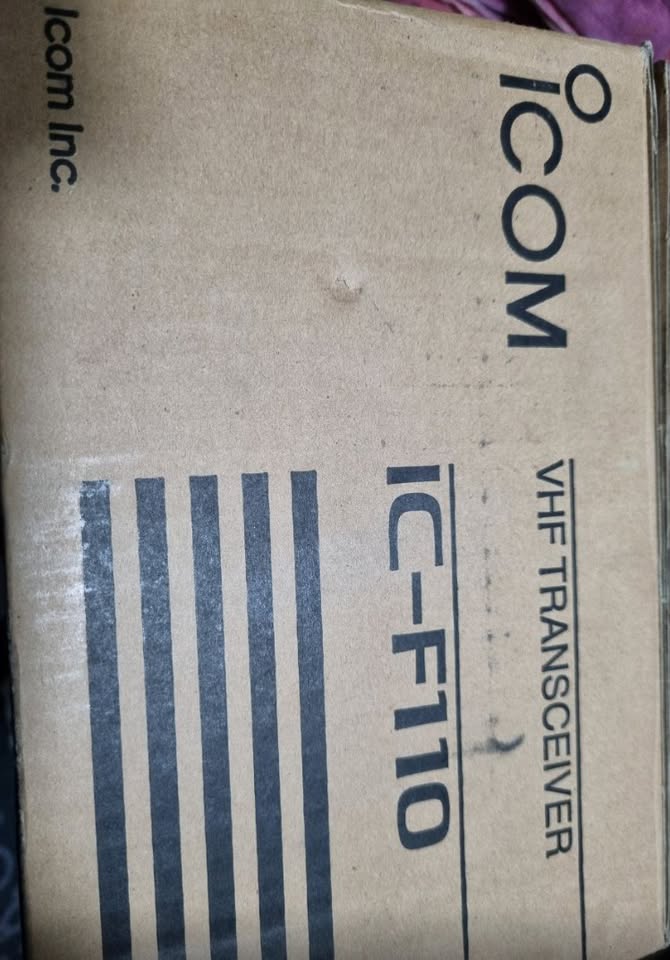 ICOM
VHF TRANSCEIVER
IC-F110
Icom Inc.